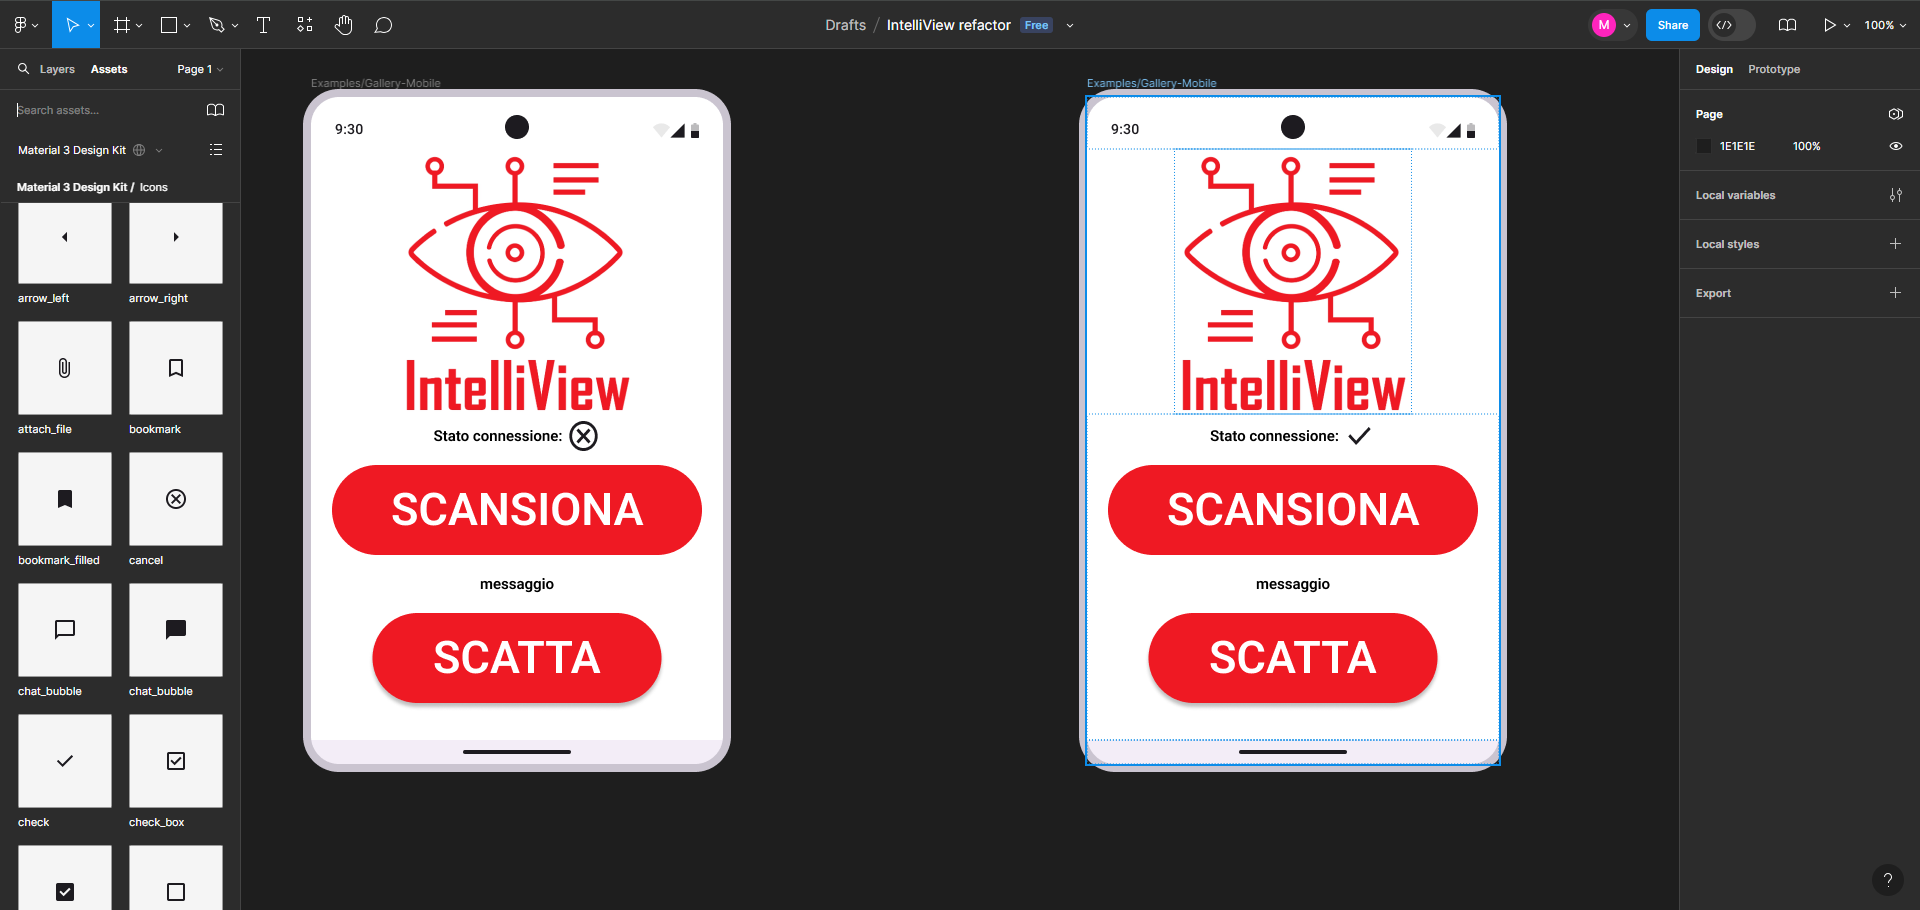 Drafts / IntelliView refactor Free
M
Share
100%
Layers Assets Page 1
Search assets...
Material 3 Design Kit
Material 3 Design Kit / Icons
arrow_left arrow_right
attach_file bookmark
bookmark_filled cancel
chat_bubble chat_bubble
check check_box
Examples/Gallery-Mobile
9:30
IntelliView
Stato connessione:
SCANSIONA
messaggio
SCATTA
Examples/Gallery-Mobile
9:30
IntelliView
Stato connessione:
SCANSIONA
messaggio
SCATTA
Design Prototype
Page
1E1E1E 100%
Local variables
Local styles
Export
?